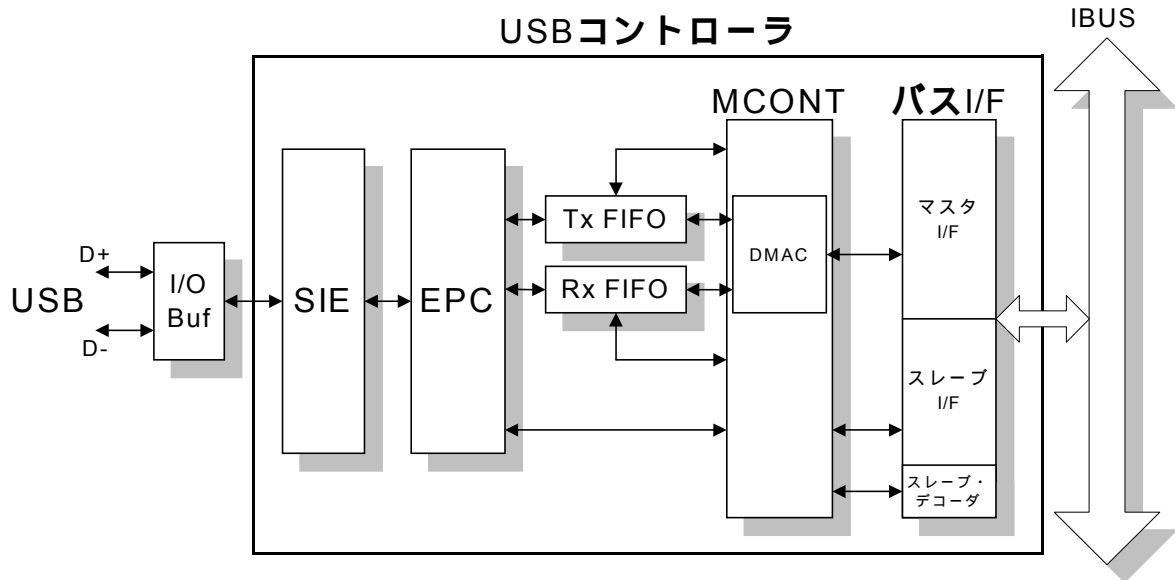 USBコントローラ
IBUS
MCONT
バスI/F
マスタ
I/F
Tx FIFO
DMAC
D+
I/O
Buf
USB
SIE
EPC
Rx FIFO
D-
スレーブ
I/F
スレーブ・
デコーダ